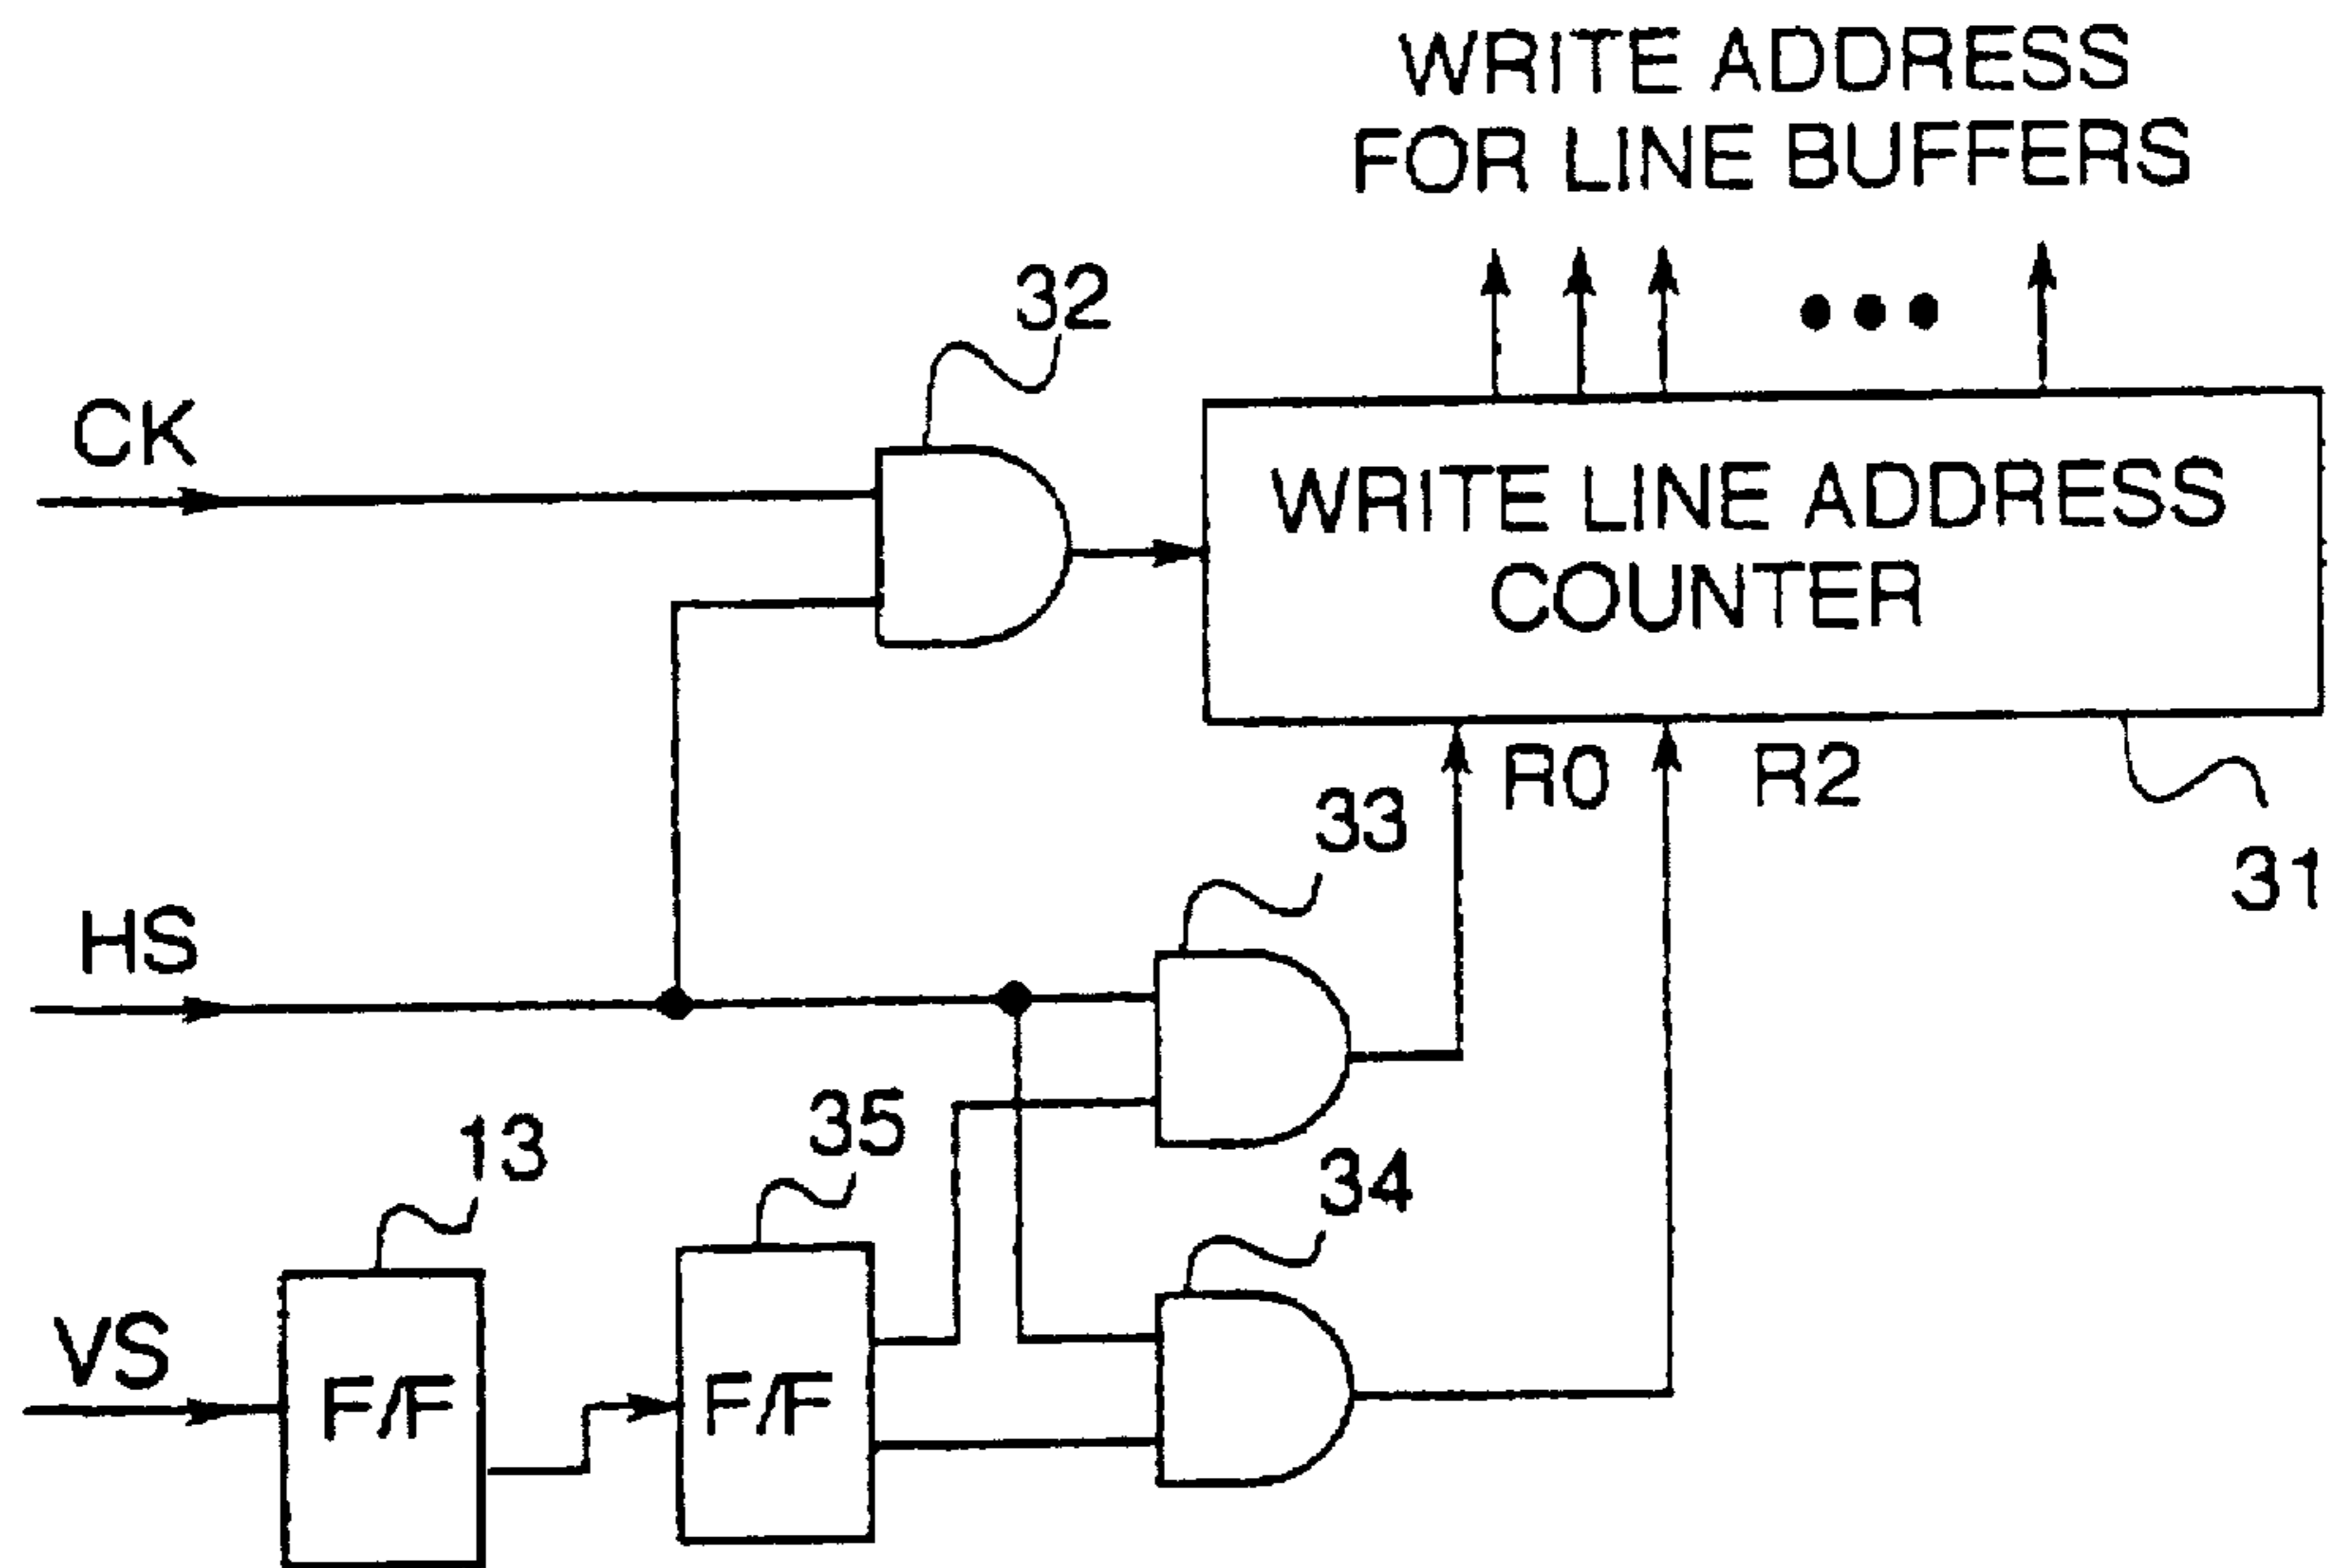 WRITE ADDRESS
FOR LINE BUFFERS
32
CK
WRITE LINE ADDRESS
COUNTER
R0
R2
33
31
HS
35
13
34
VS
F/F
F/F